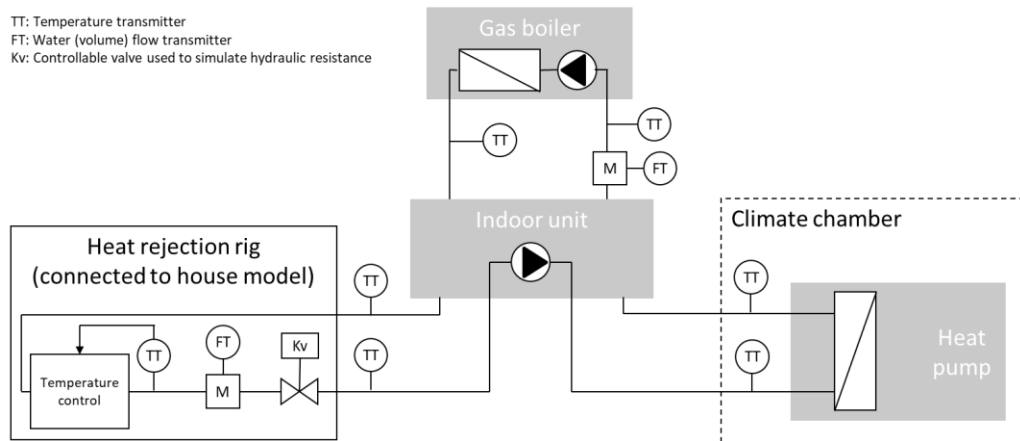 TT: Temperature transmitter
FT: Water (volume) flow transmitter
Kv: Controllable valve used to simulate hydraulic resistance
Gas boiler
TT
TT
M
FT
Indoor unit
Climate chamber
Heat rejection rig
(connected to house model)
TT
TT
FT
Kv
TT
TT
TT
Temperature
control
M
Heat
pump